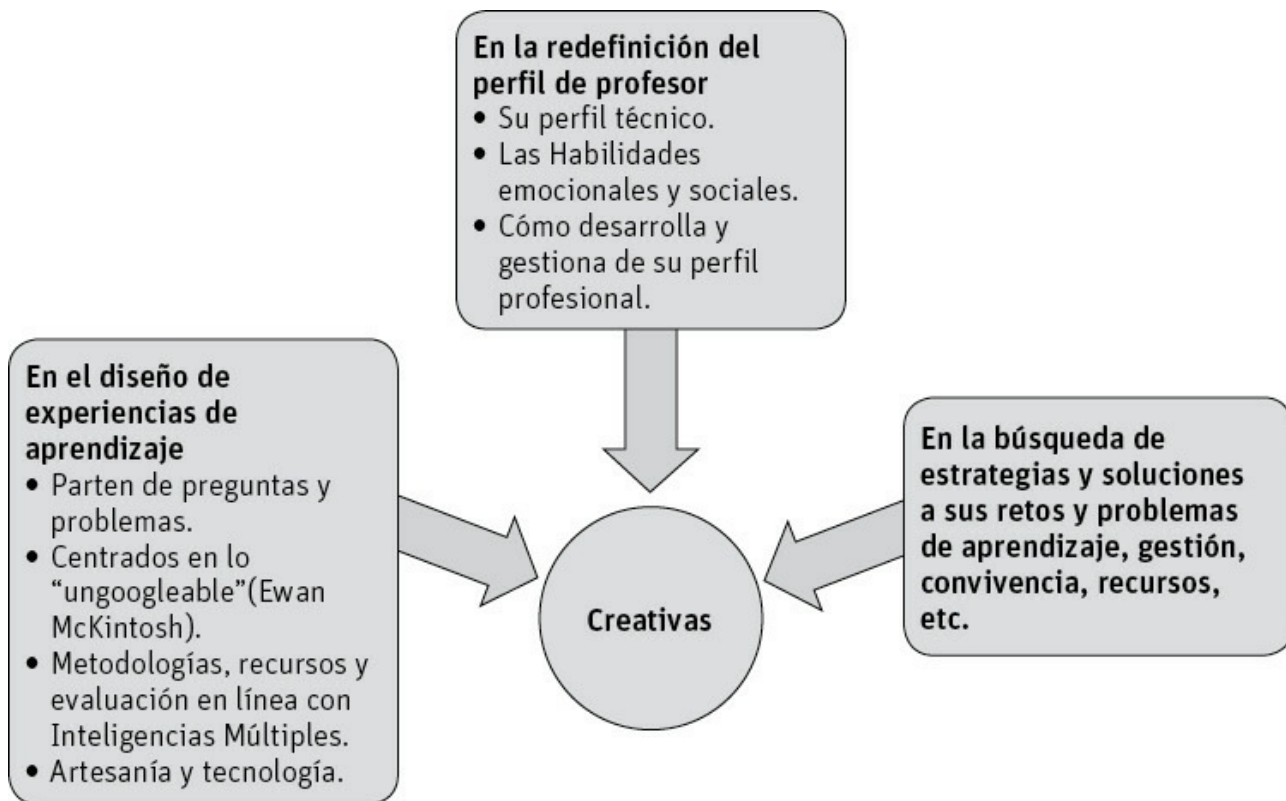 En la redefinición del
perfil de profesor
• Su perfil técnico.
• Las Habilidades
emocionales y sociales.
• Cómo desarrolla y
gestiona de su perfil
profesional.
En el diseño de
experiencias de
aprendizaje
• Parten de preguntas y
problemas.
• Centrados en lo
“ungoogleable”(Ewan
McKintosh).
• Metodologías, recursos y
evaluación en línea con
Inteligencias Múltiples.
• Artesanía y tecnología.
En la búsqueda de
estrategias y soluciones
a sus retos y problemas
de aprendizaje, gestión,
convivencia, recursos,
etc.
Creativas